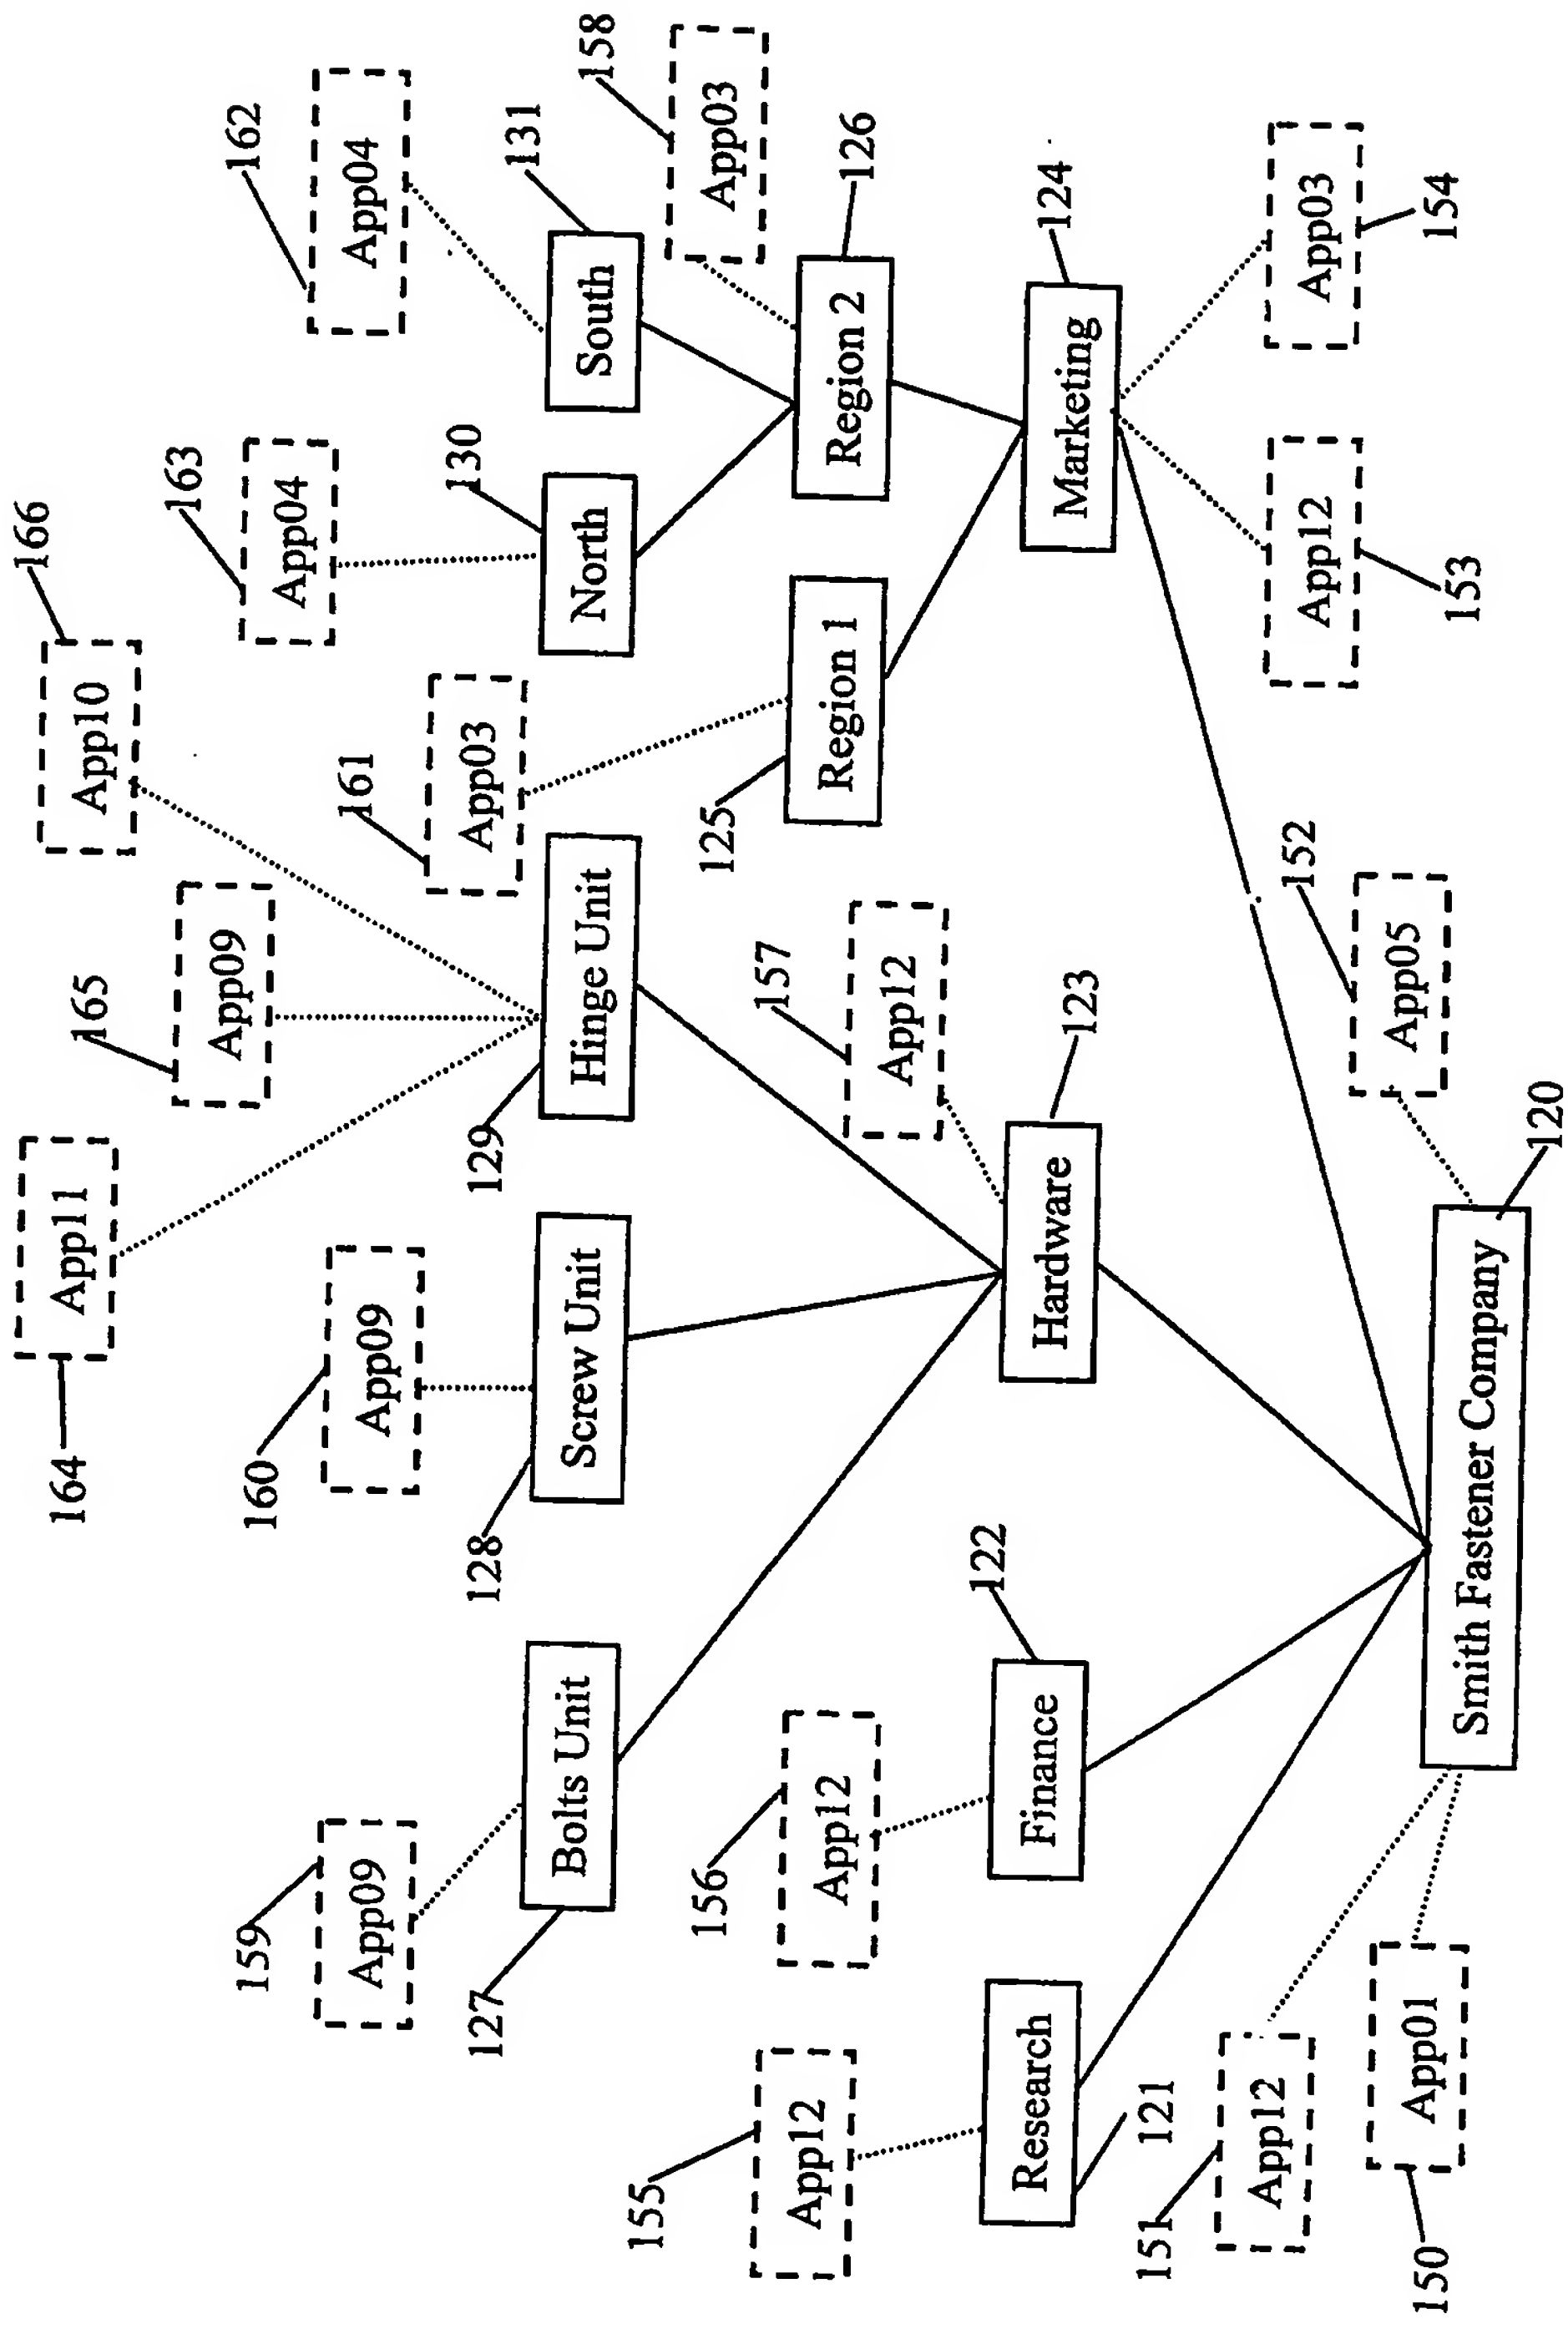 164
App11
165
App09
App10
166
163
App04
162
App04
159
App09
160
App09
161
App03
158
App03
127
Bolts Unit
128
Screw Unit
129
Hinge Unit
130
North
131
South
155
App12
156
App12
157
App12
125
Region 1
Region 2
126
Research
121
Finance
122
Hardware
123
Marketing
124
151
App12
150
App01
Smith Fastener Company
120
152
App05
App12
153
App03
154